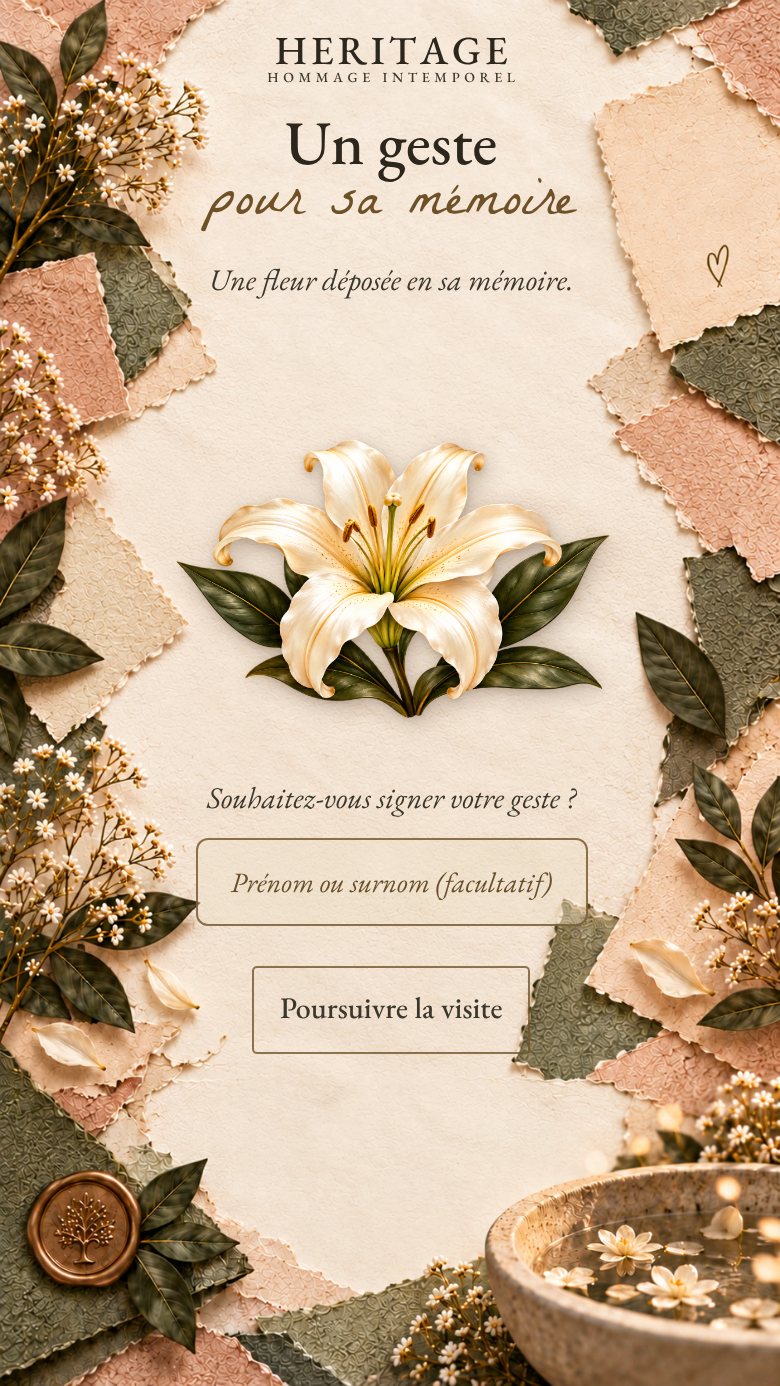 HERITAGE
HOMMAGE INTEMPOREL
Un geste
pour sa mémoire
Une fleur déposée en sa mémoire.
Souhaitez-vous signer votre geste ?
Prénom ou surnom (facultatif)
Poursuivre la visite